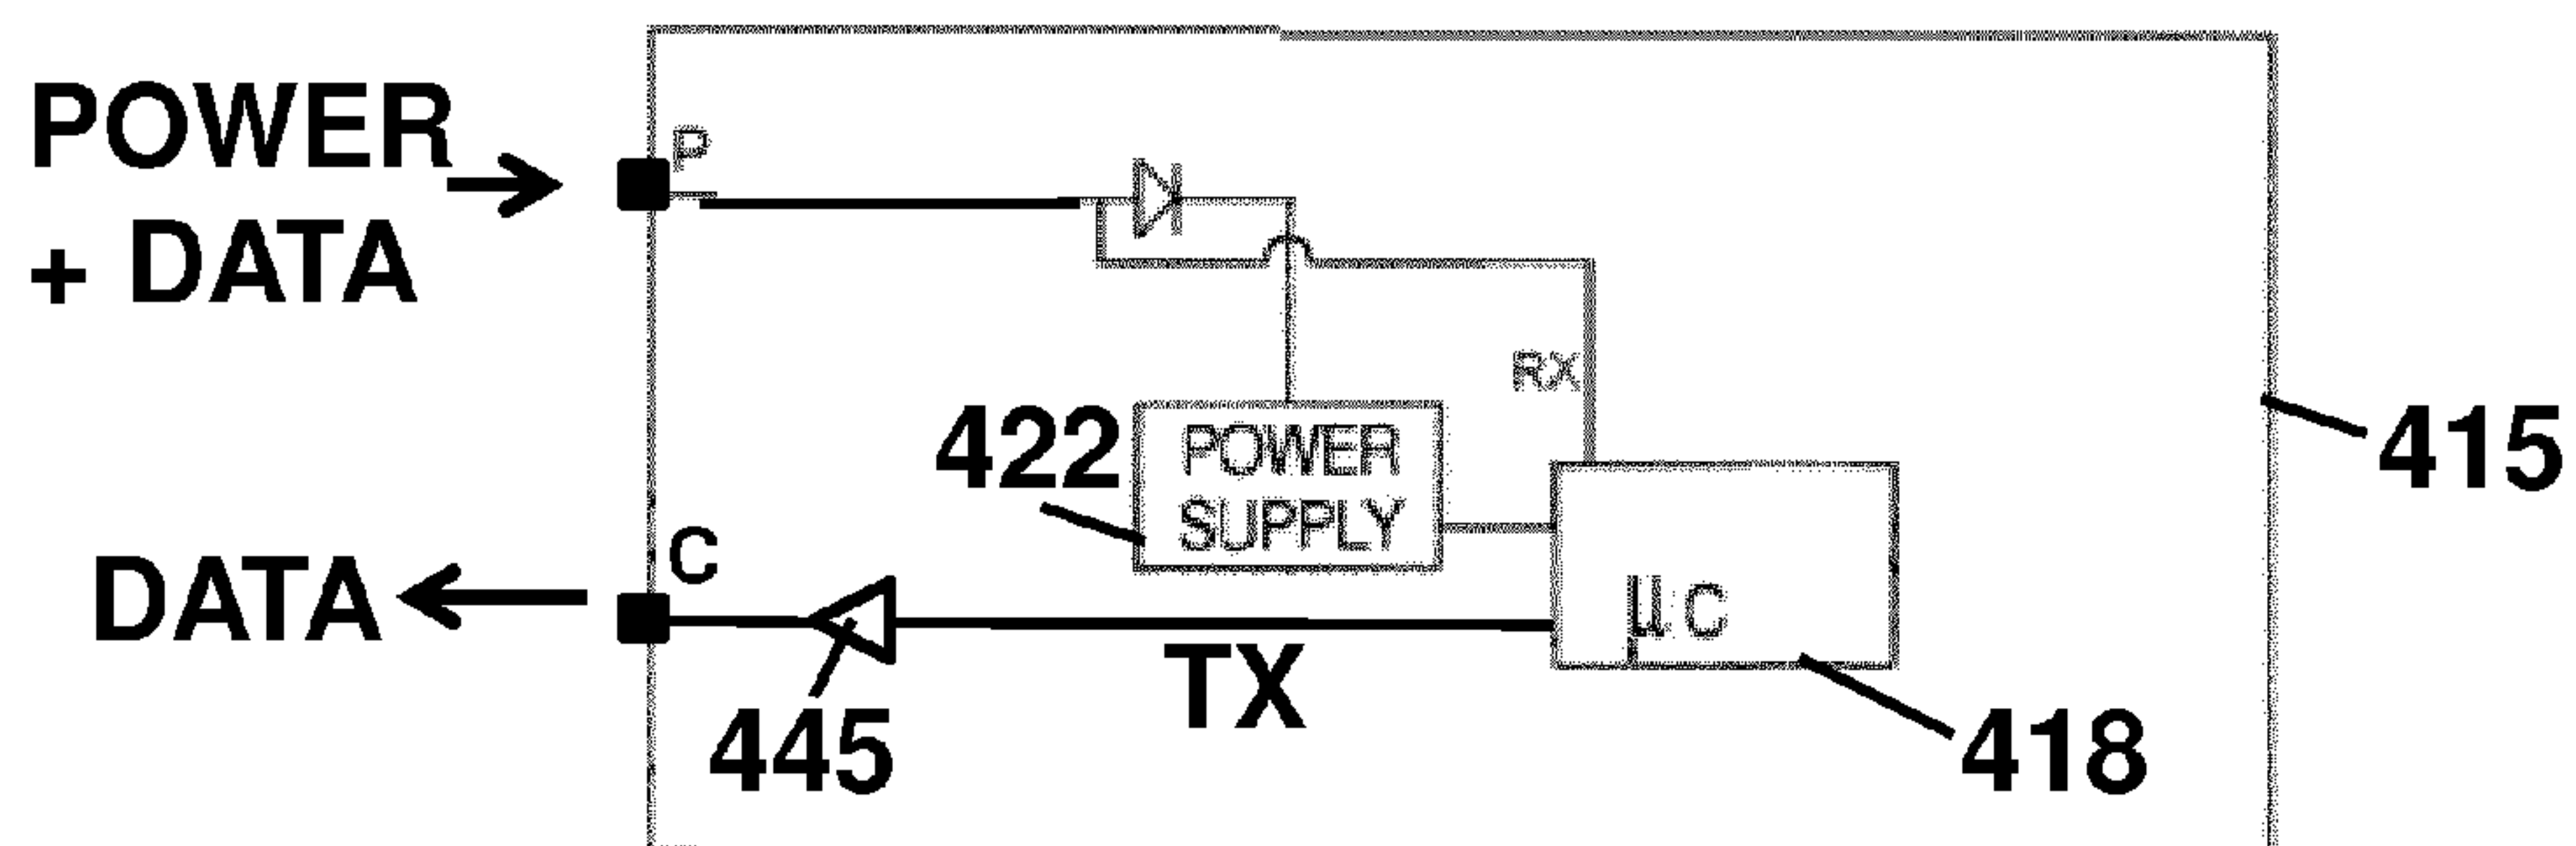 POWER
+ DATA
P
RX
422
POWER
SUPPLY
415
C
DATA
µC
TX
445
418